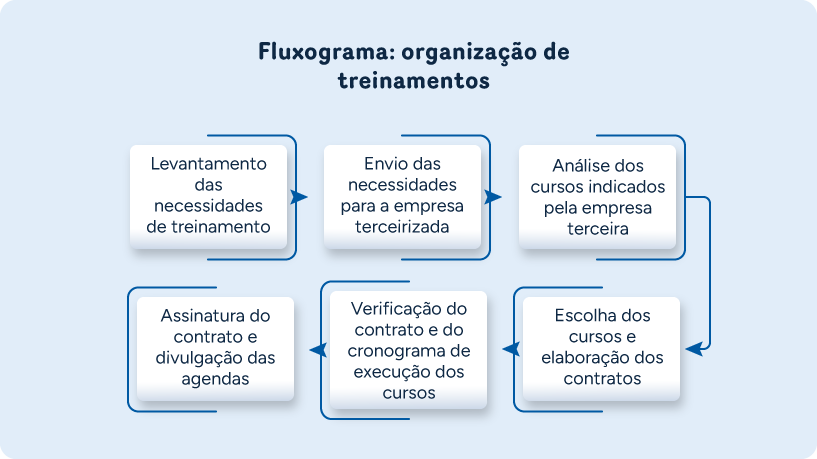 Fluxograma: organização de
treinamentos
Levantamento
das
necessidades
de treinamento
Envio das
necessidades
para a empresa
terceirizada
Análise dos
cursos indicados
pela empresa
terceira
Escolha dos
cursos e
elaboração dos
contratos
Verificação do
contrato e do
cronograma de
execução dos
cursos
Assinatura do
contrato e
divulgação das
agendas